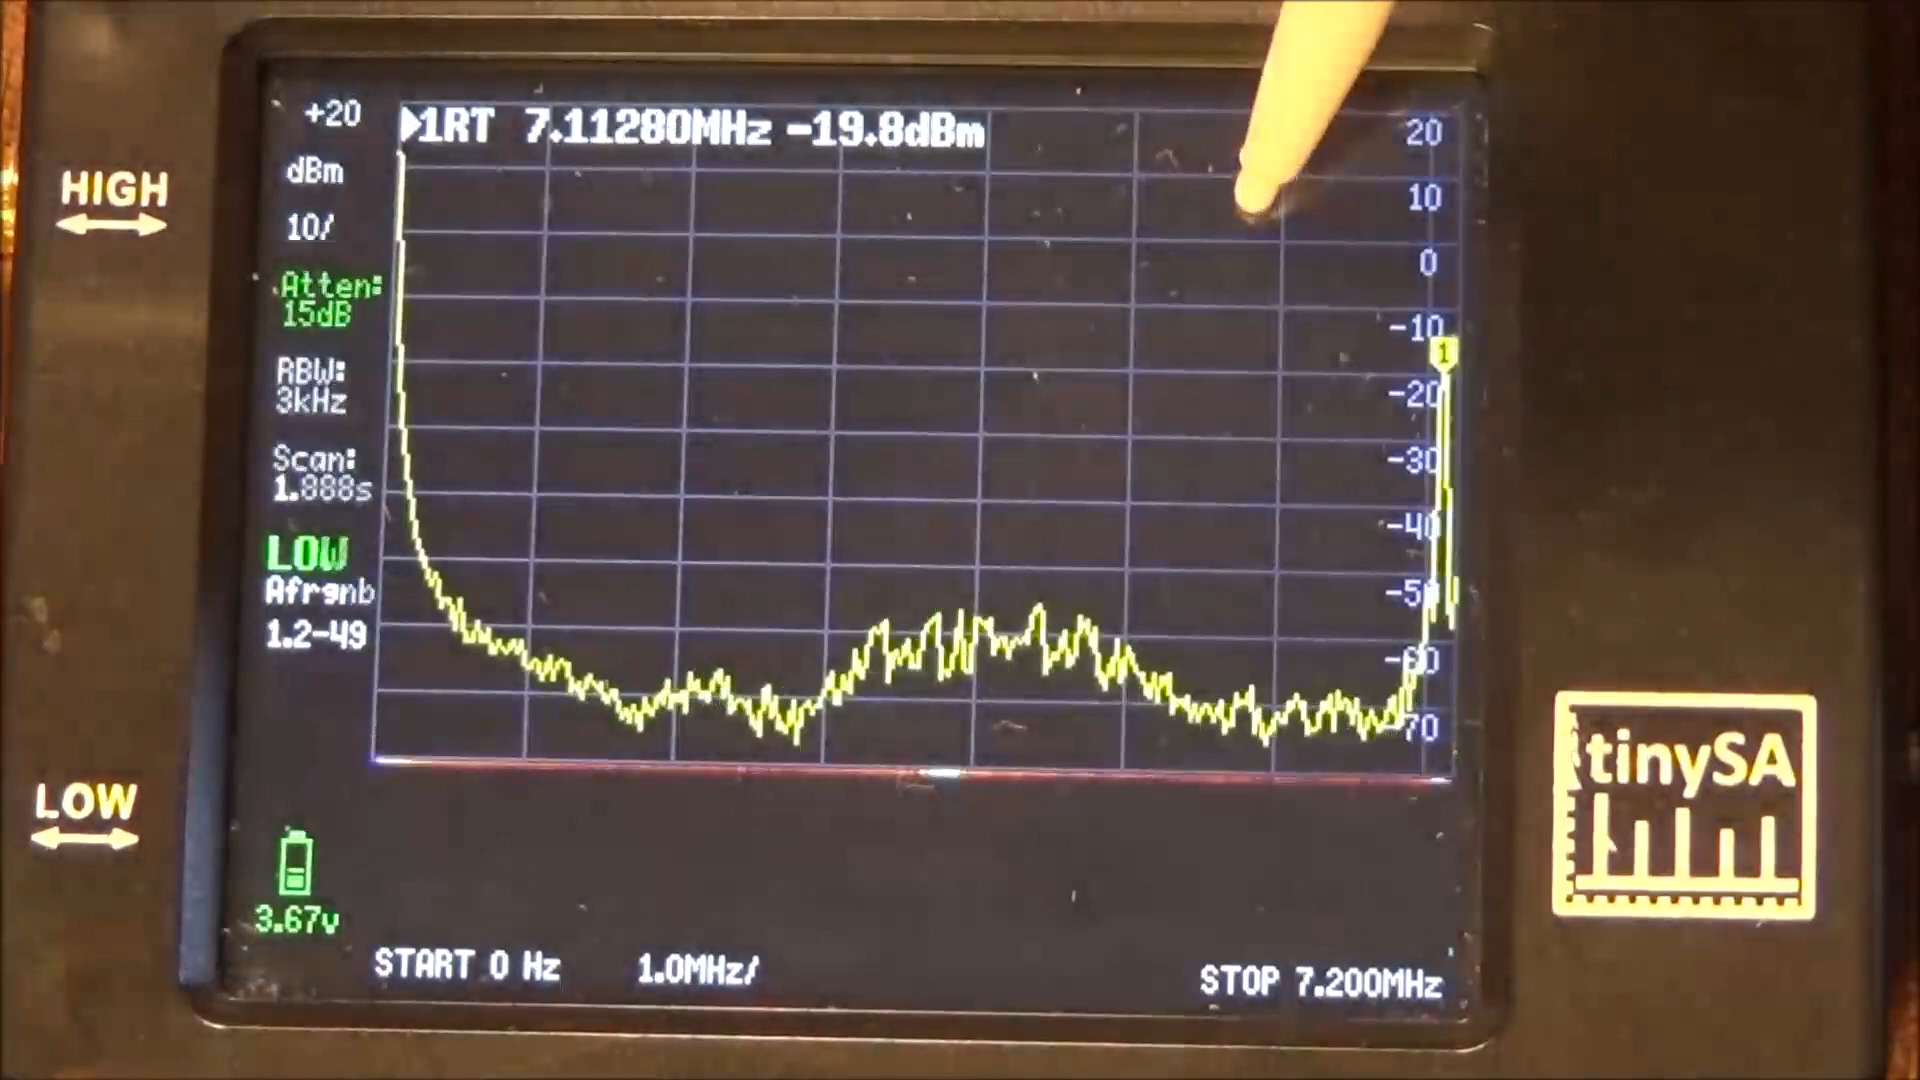 HIGH
LOW
+20
dBm
10/
Atten:
15dB
RBW:
3kHz
Scan:
1.888s
LOW
Afrgnb
1.2-49
3.67v
1RT 7.11280MHz -19.8dBm
20
10
0
-10
1
-20
-30
-40
-50
-60
-70
START 0 Hz 1.0MHz/ STOP 7.200MHz
tinySA